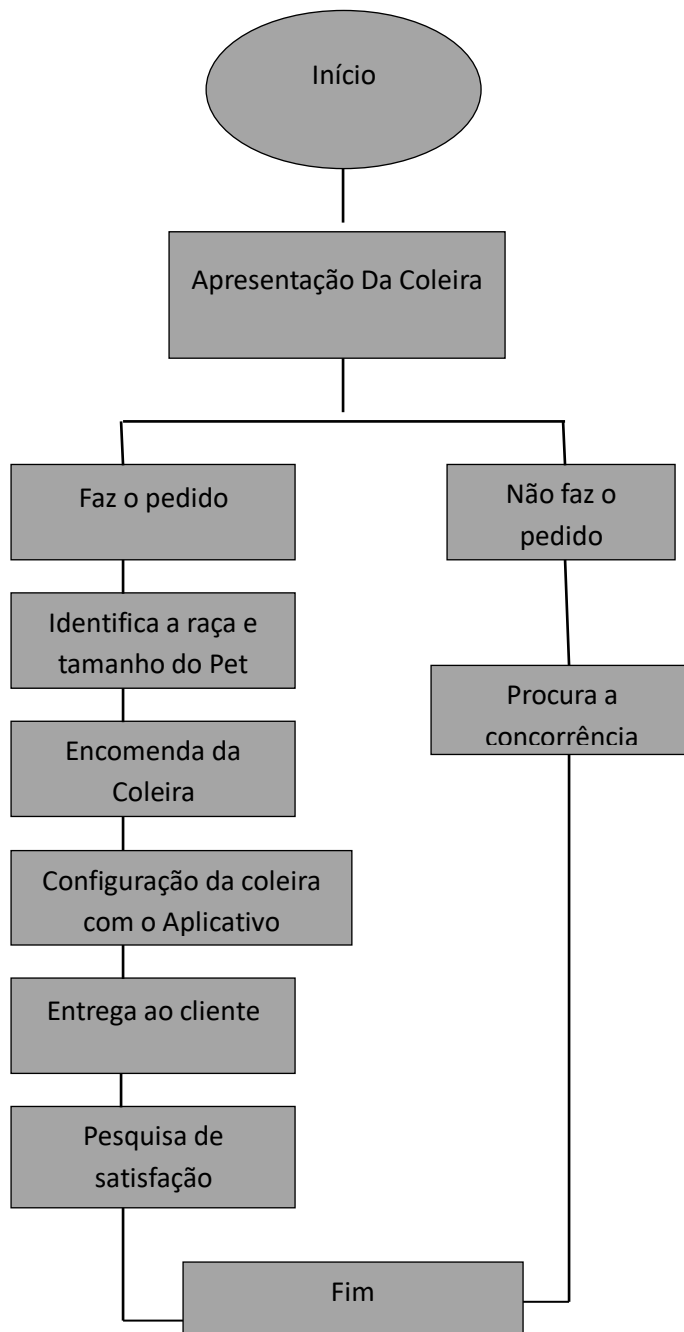 Início
Apresentação Da Coleira
Faz o pedido
Não faz o
pedido
Identifica a raça e
tamanho do Pet
Procura a
concorrência
Encomenda da
Coleira
Configuração da coleira
com o Aplicativo
Entrega ao cliente
Pesquisa de
satisfação
Fim